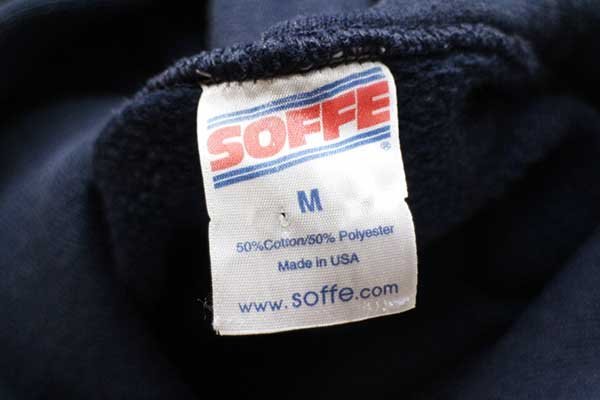 SOFFE®
M
50%Cotton/50% Polyester
Made in USA
www.soffe.com